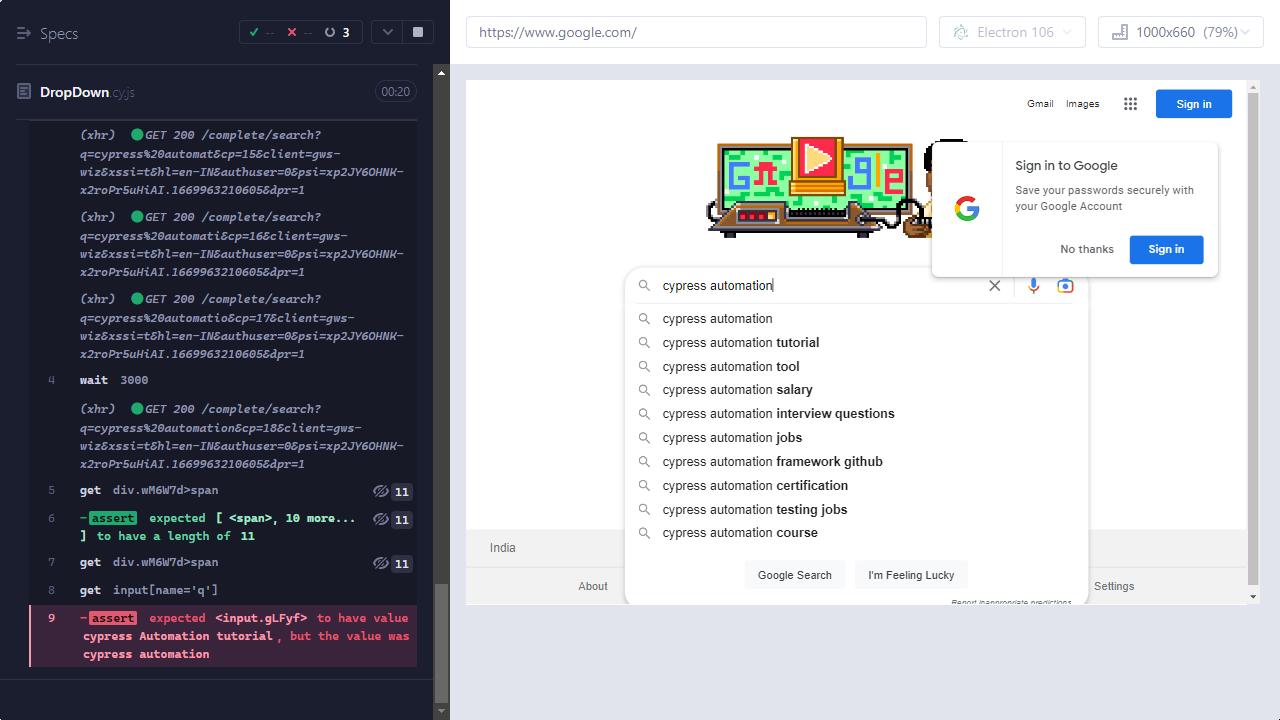 Specs
-- -- 3
DropDown.cy.js
00:20
(xhr) GET 200 /complete/search?
q=cypress%20automat&cp=15&client=gws-
wiz&xssi=t&hl=en-IN&authuser=0&psi=xp2JY6OHNK-
x2roPr5uHiAI.1669963210605&dpr=1
(xhr) GET 200 /complete/search?
q=cypress%20automati&cp=16&client=gws-
wiz&xssi=t&hl=en-IN&authuser=0&psi=xp2JY6OHNK-
x2roPr5uHiAI.1669963210605&dpr=1
(xhr) GET 200 /complete/search?
q=cypress%20automatio&cp=17&client=gws-
wiz&xssi=t&hl=en-IN&authuser=0&psi=xp2JY6OHNK-
x2roPr5uHiAI.1669963210605&dpr=1
4 wait 3000
(xhr) GET 200 /complete/search?
q=cypress%20automation&cp=18&client=gws-
wiz&xssi=t&hl=en-IN&authuser=0&psi=xp2JY6OHNK-
x2roPr5uHiAI.1669963210605&dpr=1
5 get div.wM6W7d>span 11
6 -assert expected [ <span>, 10 more... 11
] to have a length of 11
7 get div.wM6W7d>span 11
8 get input[name='q']
9 -assert expected <input.gLFyf> to have value
cypress Automation tutorial, but the value was
cypress automation
https://www.google.com/
Electron 106
1000x660 (79%)
Gmail Images Sign in
Sign in to Google
Save your passwords securely with
your Google Account
No thanks Sign in
cypress automation
cypress automation
cypress automation tutorial
cypress automation tool
cypress automation salary
cypress automation interview questions
cypress automation jobs
cypress automation framework github
cypress automation certification
cypress automation testing jobs
cypress automation course
Google Search I'm Feeling Lucky
Report inappropriate predictions
India
About Settings